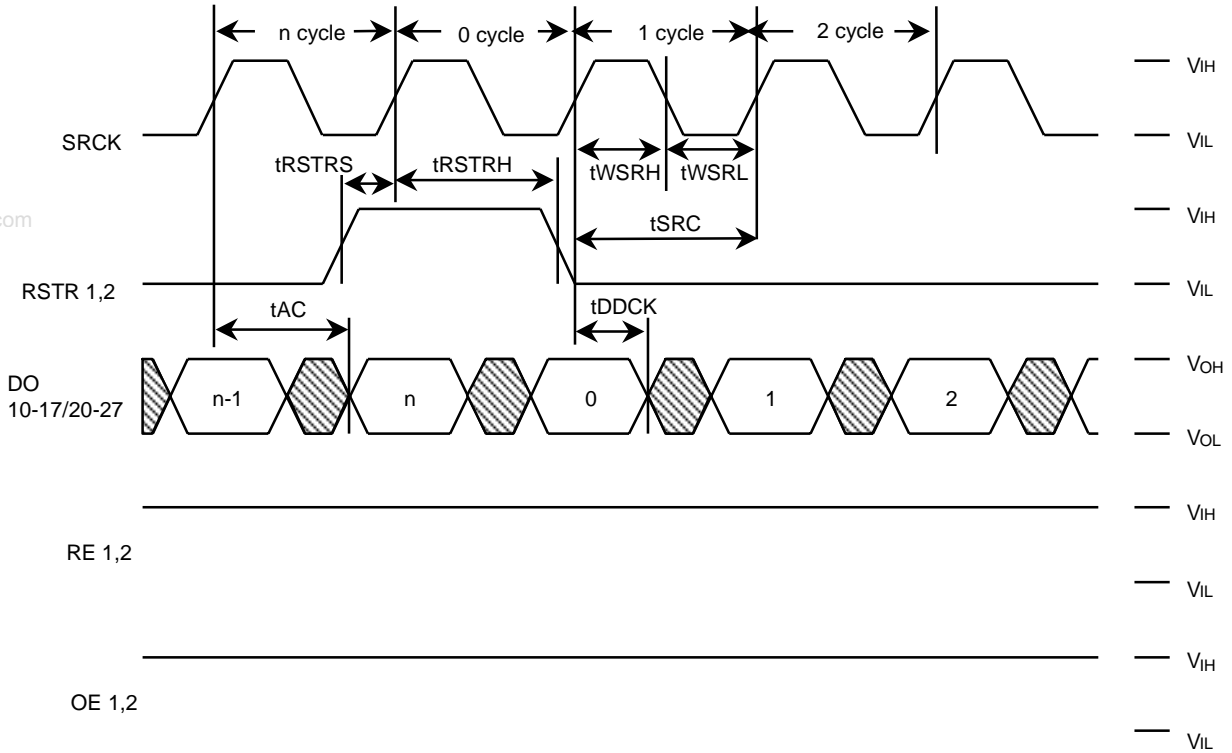 n cycle 0 cycle 1 cycle 2 cycle
VIH
SRCK
VIL
tRSTRS tRSTRH tWSRH tWSRL
com
tSRC
VIH
RSTR 1,2
VIL
tAC tDDCK
DO
10-17/20-27
n-1 n 0 1 2
VOH
VOL
VIH
RE 1,2
VIL
VIH
OE 1,2
VIL